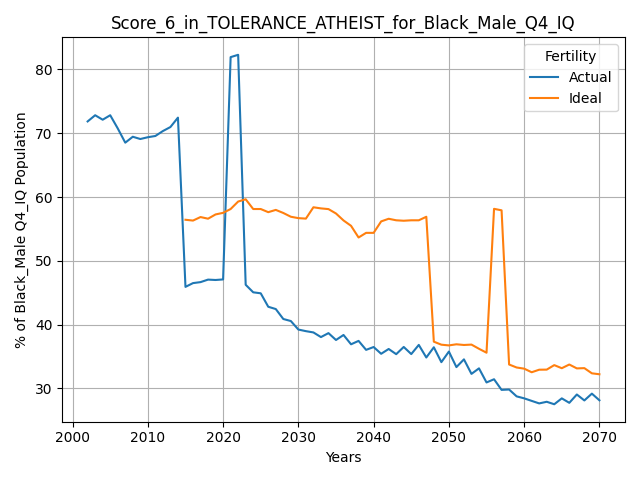 Score_6_in_TOLERANCE_ATHEIST_for_Black_Male_Q4_IQ
Fertility
Actual
Ideal
% of Black_Male Q4_IQ Population
80
70
60
50
40
30
2000
2010
2020
2030
2040
2050
2060
2070
Years